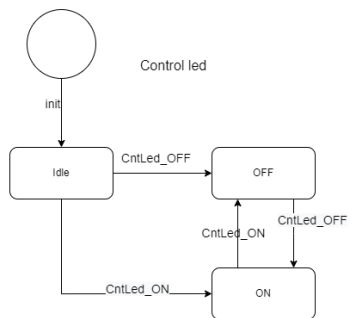 Control led
init
CntLed_OFF
Idle
OFF
CntLed_OFF
CntLed_ON
CntLed_ON
ON